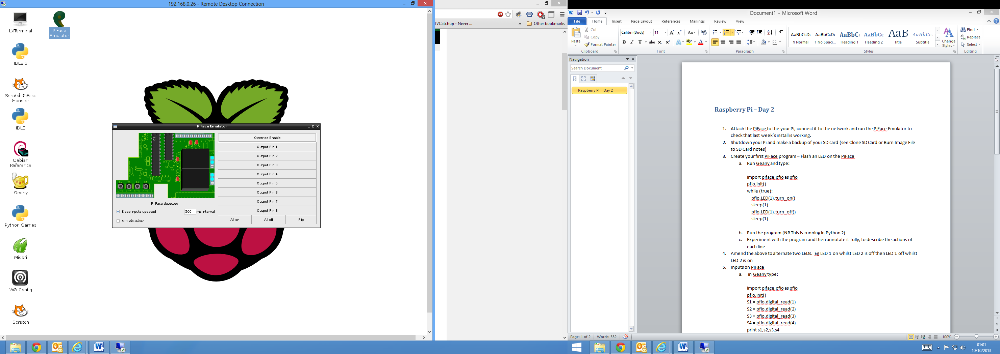 192.168.0.26 - Remote Desktop Connection
LXTerminal
PiFace
Emulator
IDLE 3
Scratch PiFace
Handler
IDLE
Debian
Reference
Geany
Python Games
Midori
WiFi Config
Scratch
PiFace Emulator
Override Enable
Output Pin 1
Output Pin 2
Output Pin 3
Output Pin 4
Output Pin 5
Output Pin 6
Output Pin 7
Output Pin 8
All on All off Flip
Pi Face detected!
Keep inputs updated 500 ms interval
SPI Visualiser
ABP 2
TVCatchup - Never ... » Other bookmarks
Document1 - Microsoft Word
File Home Insert Page Layout References Mailings Review View
Paste
Cut
Copy
Format Painter
Clipboard
Calibri (Body) 11
Font
Paragraph
AaBbCcDc AaBbCcDc AaBbC AaBbCc AaB AaBbCc.
¶ Normal ¶ No Spaci... Heading 1 Heading 2 Title Subtitle
Change
Styles
Styles
Find
Replace
Select
Editing
Navigation
Search Document
Raspberry Pi – Day 2
Raspberry Pi – Day 2
1. Attach the PiFace to the your Pi, connect it to the network and run the PiFace Emulator to
check that last week's install is working.
2. Shutdown your Pi and make a backup of your SD card (see Clone SD Card or Burn Image File
to SD Card notes)
3. Create your first PiFace program – Flash an LED on the PiFace
a. Run Geany and type:
import piface.pfio as pfio
pfio.init()
while (true):
pfio.LED(1).turn_on()
sleep(1)
pfio.LED(1).turn_off()
sleep(1)
b. Run the program (NB This is running in Python 2)
c. Experiment with the program and then annotate it fully, to describe the actions of
each line
4. Amend the above to alternate two LEDs. Eg LED 1 on whilst LED 2 is off then LED 1 off whilst
LED 2 is on
5. Inputs on PiFace
a. in Geany type:
import piface.pfio as pfio
pfio.init()
S1 = pfio.digital_read(1)
S2 = pfio.digital_read(2)
S3 = pfio.digital_read(3)
S4 = pfio.digital_read(4)
print s1,s2,s3,s4
Page: 1 of 2 Words: 332 100%
01:01
10/10/2013